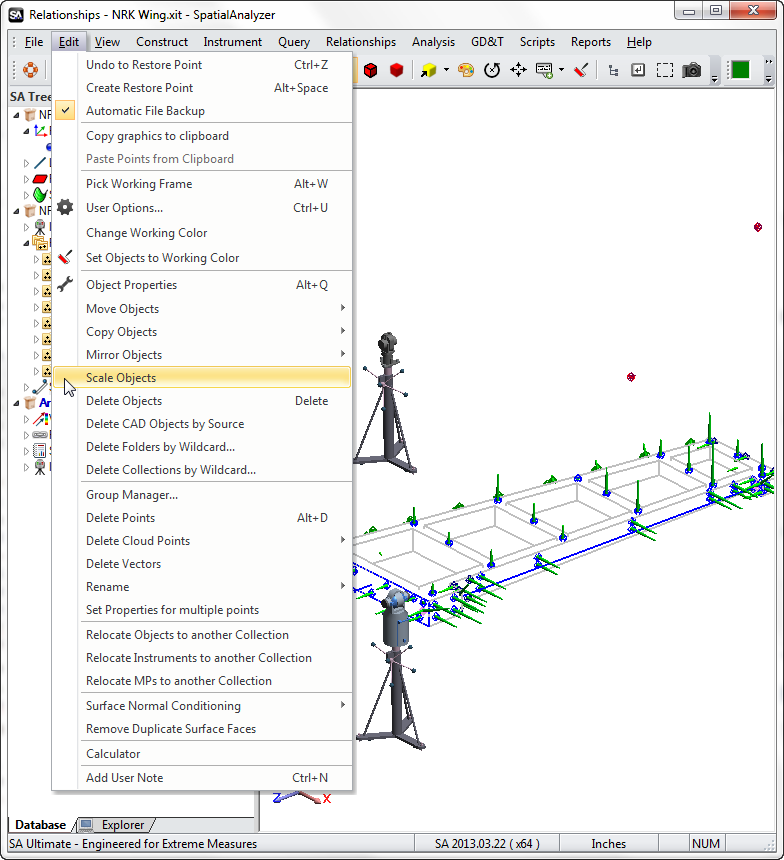 SA Relationships - NRK Wing.xit - SpatialAnalyzer
File Edit View Construct Instrument Query Relationships Analysis GD&T Scripts Reports Help
SA Tree
Undo to Restore Point Ctrl+Z
Create Restore Point Alt+Space
Automatic File Backup
Copy graphics to clipboard
Paste Points from Clipboard
Pick Working Frame Alt+W
User Options... Ctrl+U
Change Working Color
Set Objects to Working Color
Object Properties Alt+Q
Move Objects
Copy Objects
Mirror Objects
Scale Objects
Delete Objects Delete
Delete CAD Objects by Source
Delete Folders by Wildcard...
Delete Collections by Wildcard...
Group Manager...
Delete Points Alt+D
Delete Cloud Points
Delete Vectors
Rename
Set Properties for multiple points
Relocate Objects to another Collection
Relocate Instruments to another Collection
Relocate MPs to another Collection
Surface Normal Conditioning
Remove Duplicate Surface Faces
Calculator
Add User Note Ctrl+N
Z X
Database Explorer
SA Ultimate - Engineered for Extreme Measures SA 2013.03.22 ( x64 ) Inches NUM